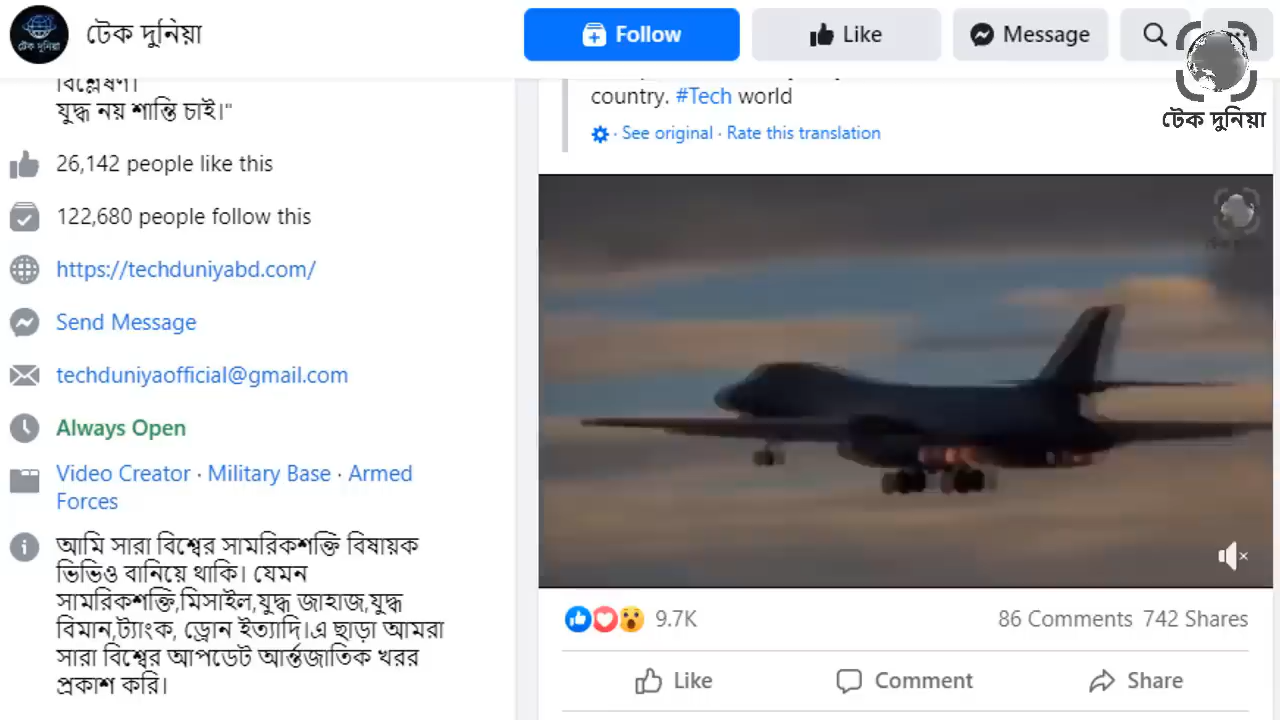 টেক দুনিয়া
Follow
Like
Message
টেক দুনিয়া
বিশ্লেষণ।
যুদ্ধ নয় শান্তি চাই।"
26,142 people like this
122,680 people follow this
https://techduniyabd.com/
Send Message
techduniyaofficial@gmail.com
Always Open
Video Creator · Military Base · Armed
Forces
আমি সারা বিশ্বের সামরিকশক্তি বিষায়ক
ভিভিও বানিয়ে থাকি। যেমন
সামরিকশক্তি,মিসাইল,যুদ্ধ জাহাজ,যুদ্ধ
বিমান,ট্যাংক, ড্রোন ইত্যাদি।এ ছাড়া আমরা
সারা বিশ্বের আপডেট আর্ন্তজাতিক খরর
প্রকাশ করি।
country. #Tech world
· See original · Rate this translation
9.7K
86 Comments 742 Shares
Like
Comment
Share